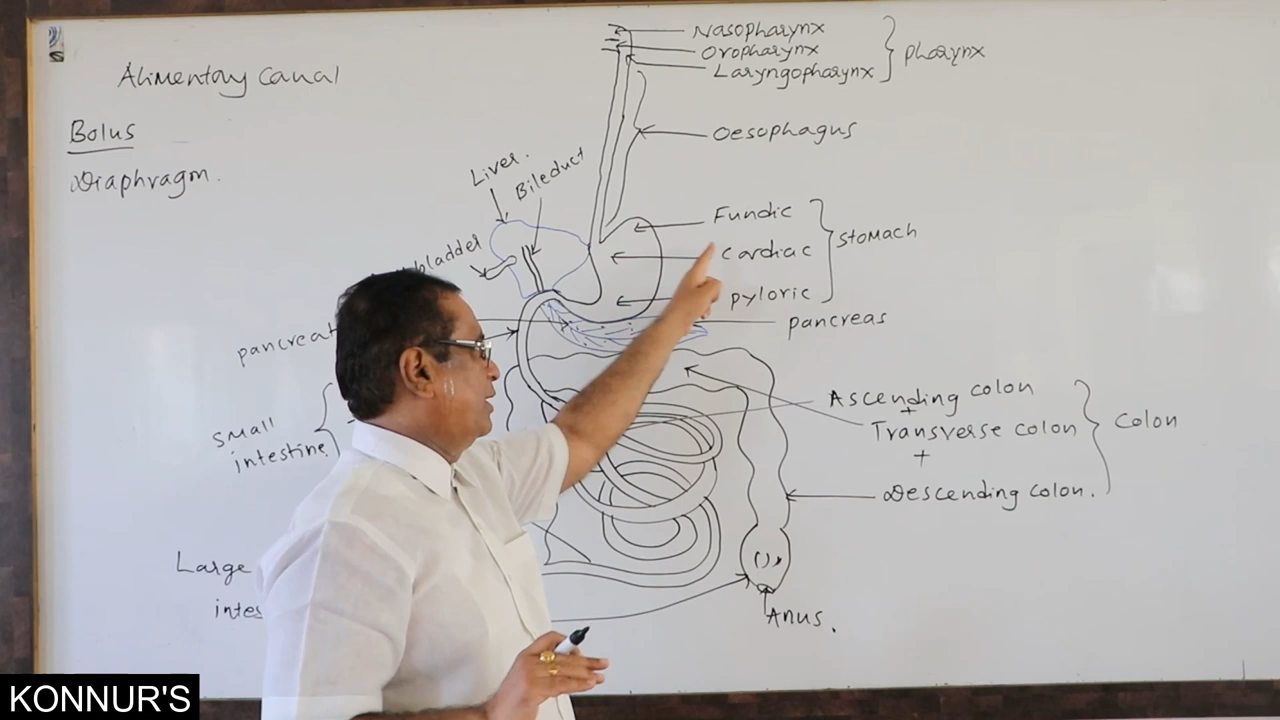 Nasopharynx
Oropharynx
Laryngopharynx
pharynx
Alimentary canal
Bolus
Diaphragm.
Oesophagus
Liver.
Bileduct
bladder
Fundic
cardiac
pyloric
stomach
pancreas
pancreat
small
intestine
Ascending colon
+
Transverse colon
+
Descending colon.
Colon
Large
intes
Anus.
KONNUR'S